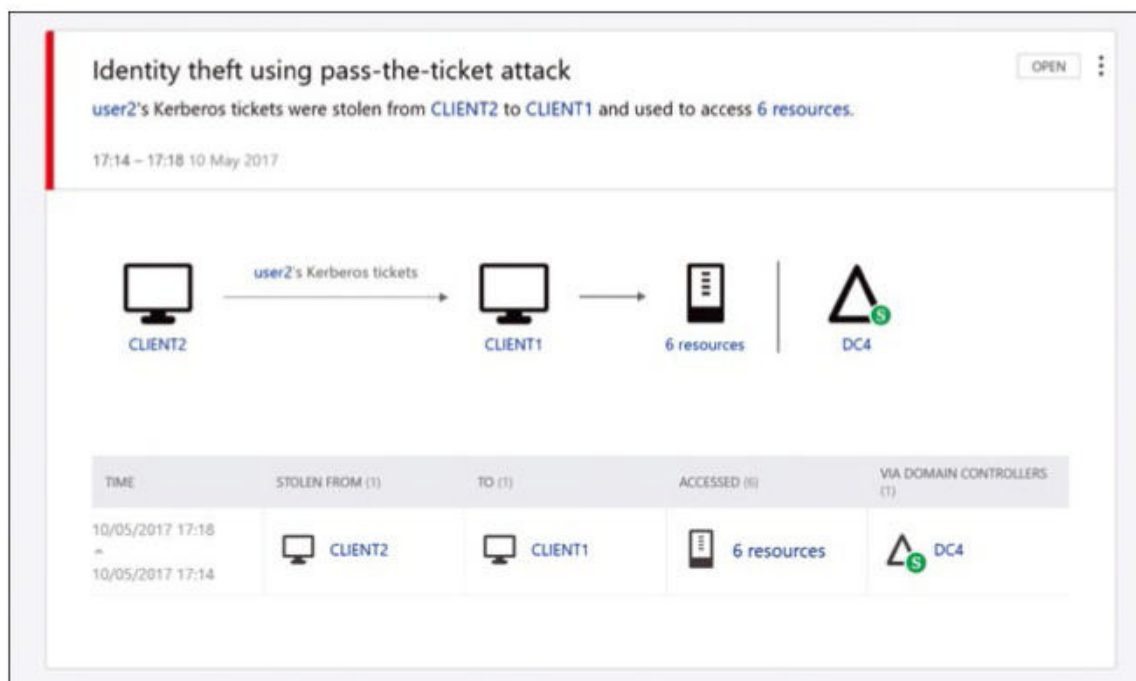 Identity theft using pass-the-ticket attack
OPEN
user2's Kerberos tickets were stolen from CLIENT2 to CLIENT1 and used to access 6 resources.
17:14 – 17:18 10 May 2017
user2's Kerberos tickets
CLIENT2
CLIENT1
6 resources
DC4
S
TIME
STOLEN FROM (1)
TO (1)
ACCESSED (6)
VIA DOMAIN CONTROLLERS
(1)
10/05/2017 17:18
10/05/2017 17:14
CLIENT2
CLIENT1
6 resources
DC4
S